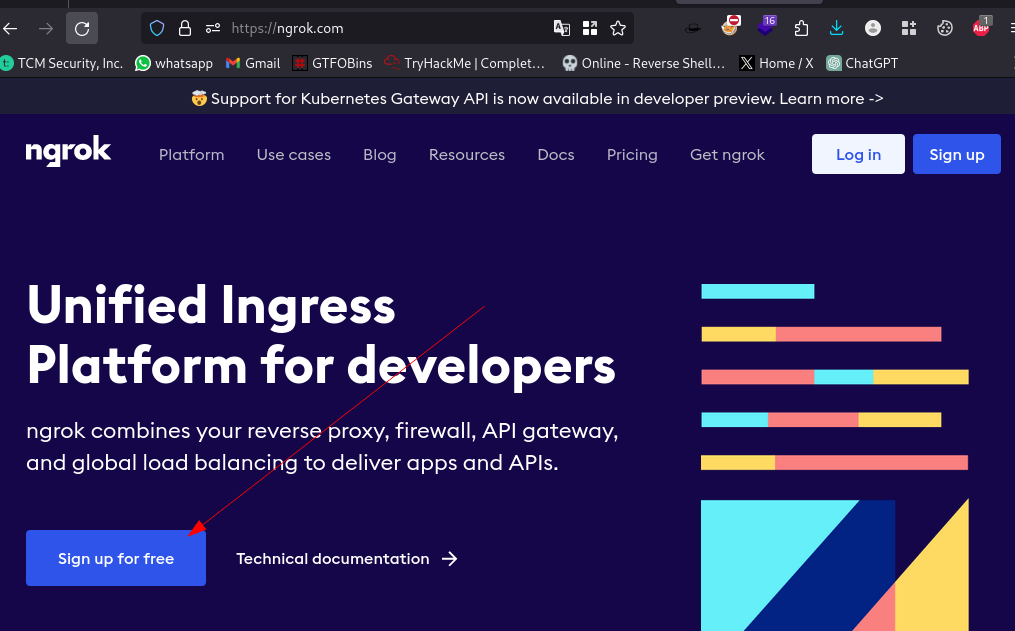 https://ngrok.com
16
1
ABP
t TCM Security, Inc. whatsapp Gmail GTFOBins TryHackMe | Complet… Online - Reverse Shell… X Home / X ChatGPT
🤯 Support for Kubernetes Gateway API is now available in developer preview. Learn more ->
ngrok Platform Use cases Blog Resources Docs Pricing Get ngrok Log in Sign up
Unified Ingress
Platform for developers
ngrok combines your reverse proxy, firewall, API gateway,
and global load balancing to deliver apps and APIs.
Sign up for free Technical documentation →